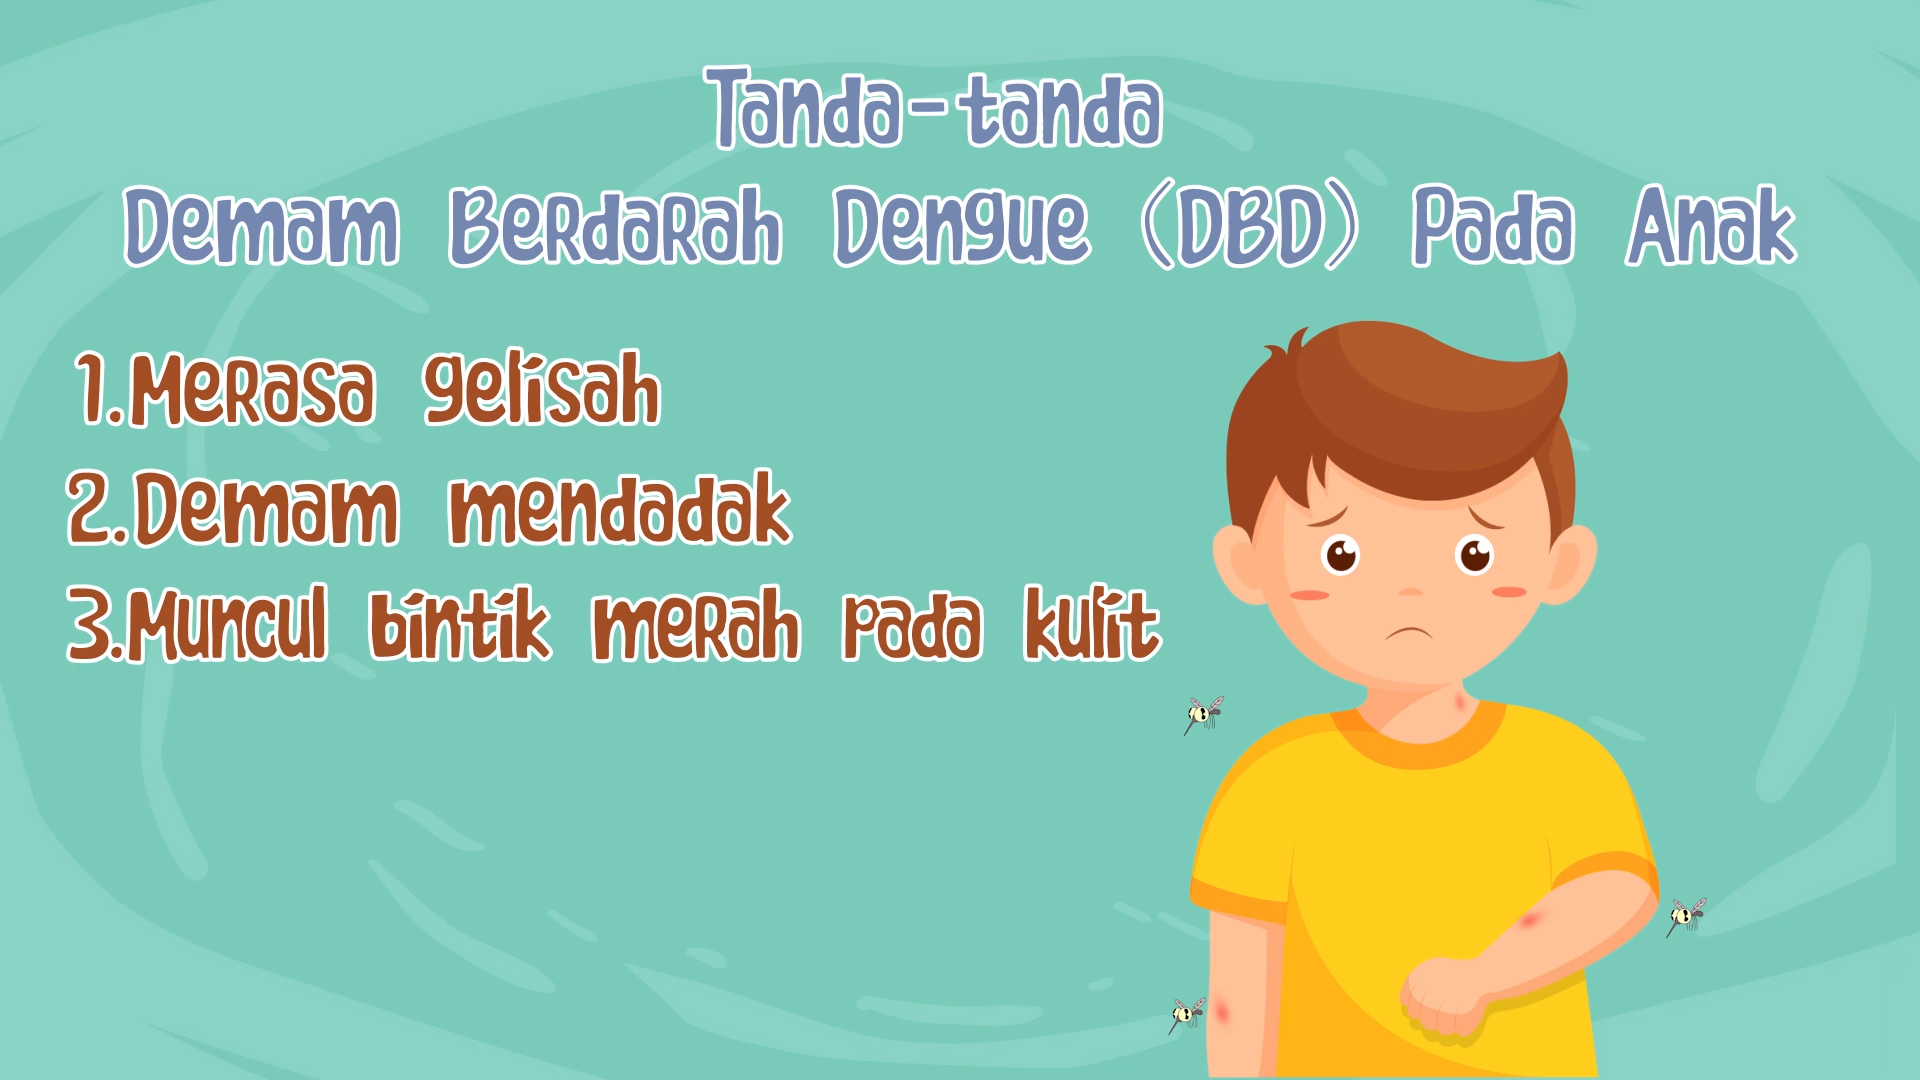 Tanda-tanda
Demam Berdarah Dengue (DBD) Pada Anak
1.Merasa gelisah
2.Demam mendadak
3.Muncul bintik merah pada kulit